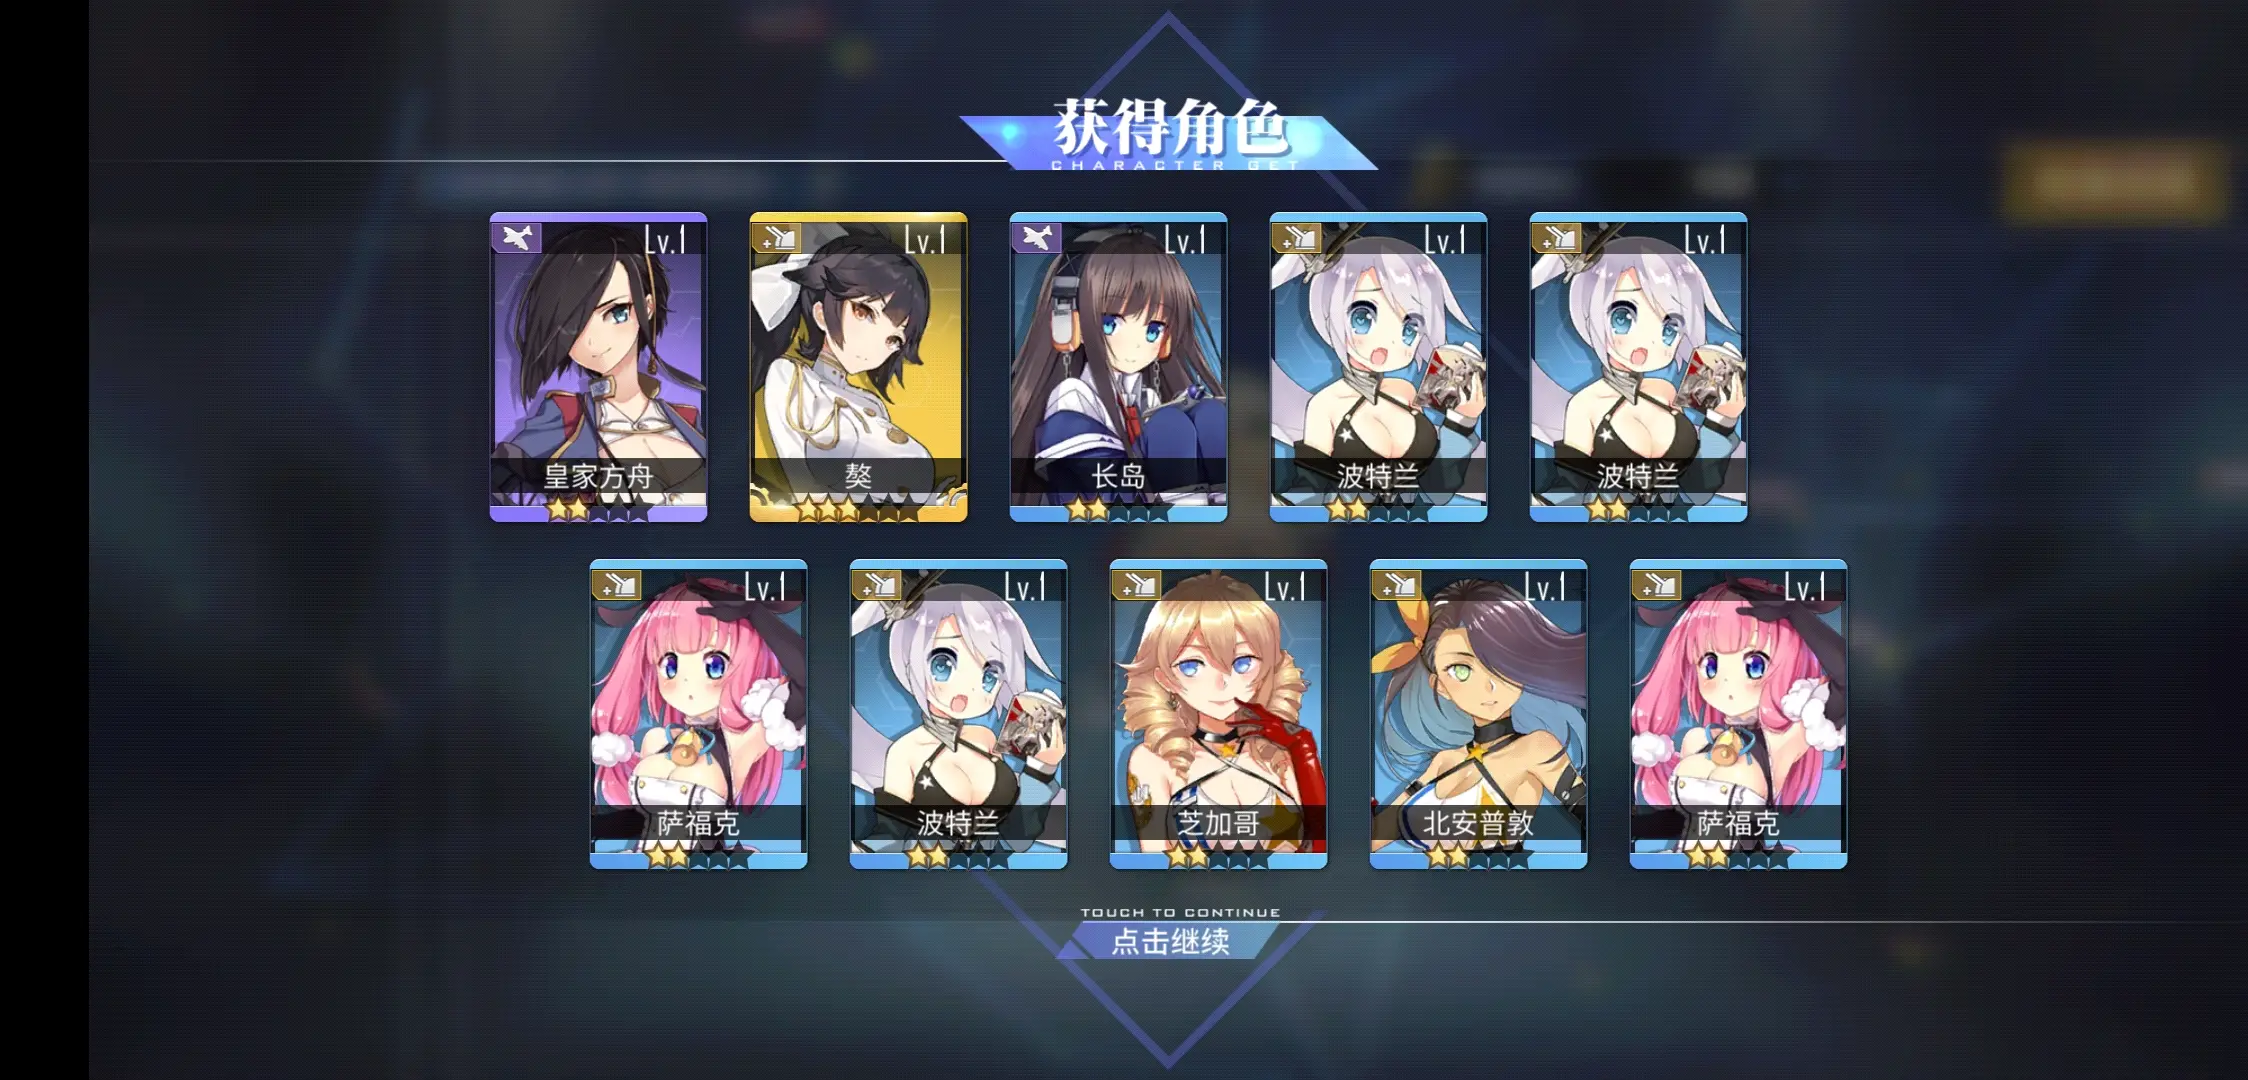 获得角色
CHARACTER GET
Lv.1
Lv.1
Lv.1
Lv.1
Lv.1
皇家方舟
鳌
长岛
波特兰
波特兰
Lv.1
Lv.1
Lv.1
Lv.1
Lv.1
萨福克
波特兰
芝加哥
北安普敦
萨福克
TOUCH TO CONTINUE
点击继续